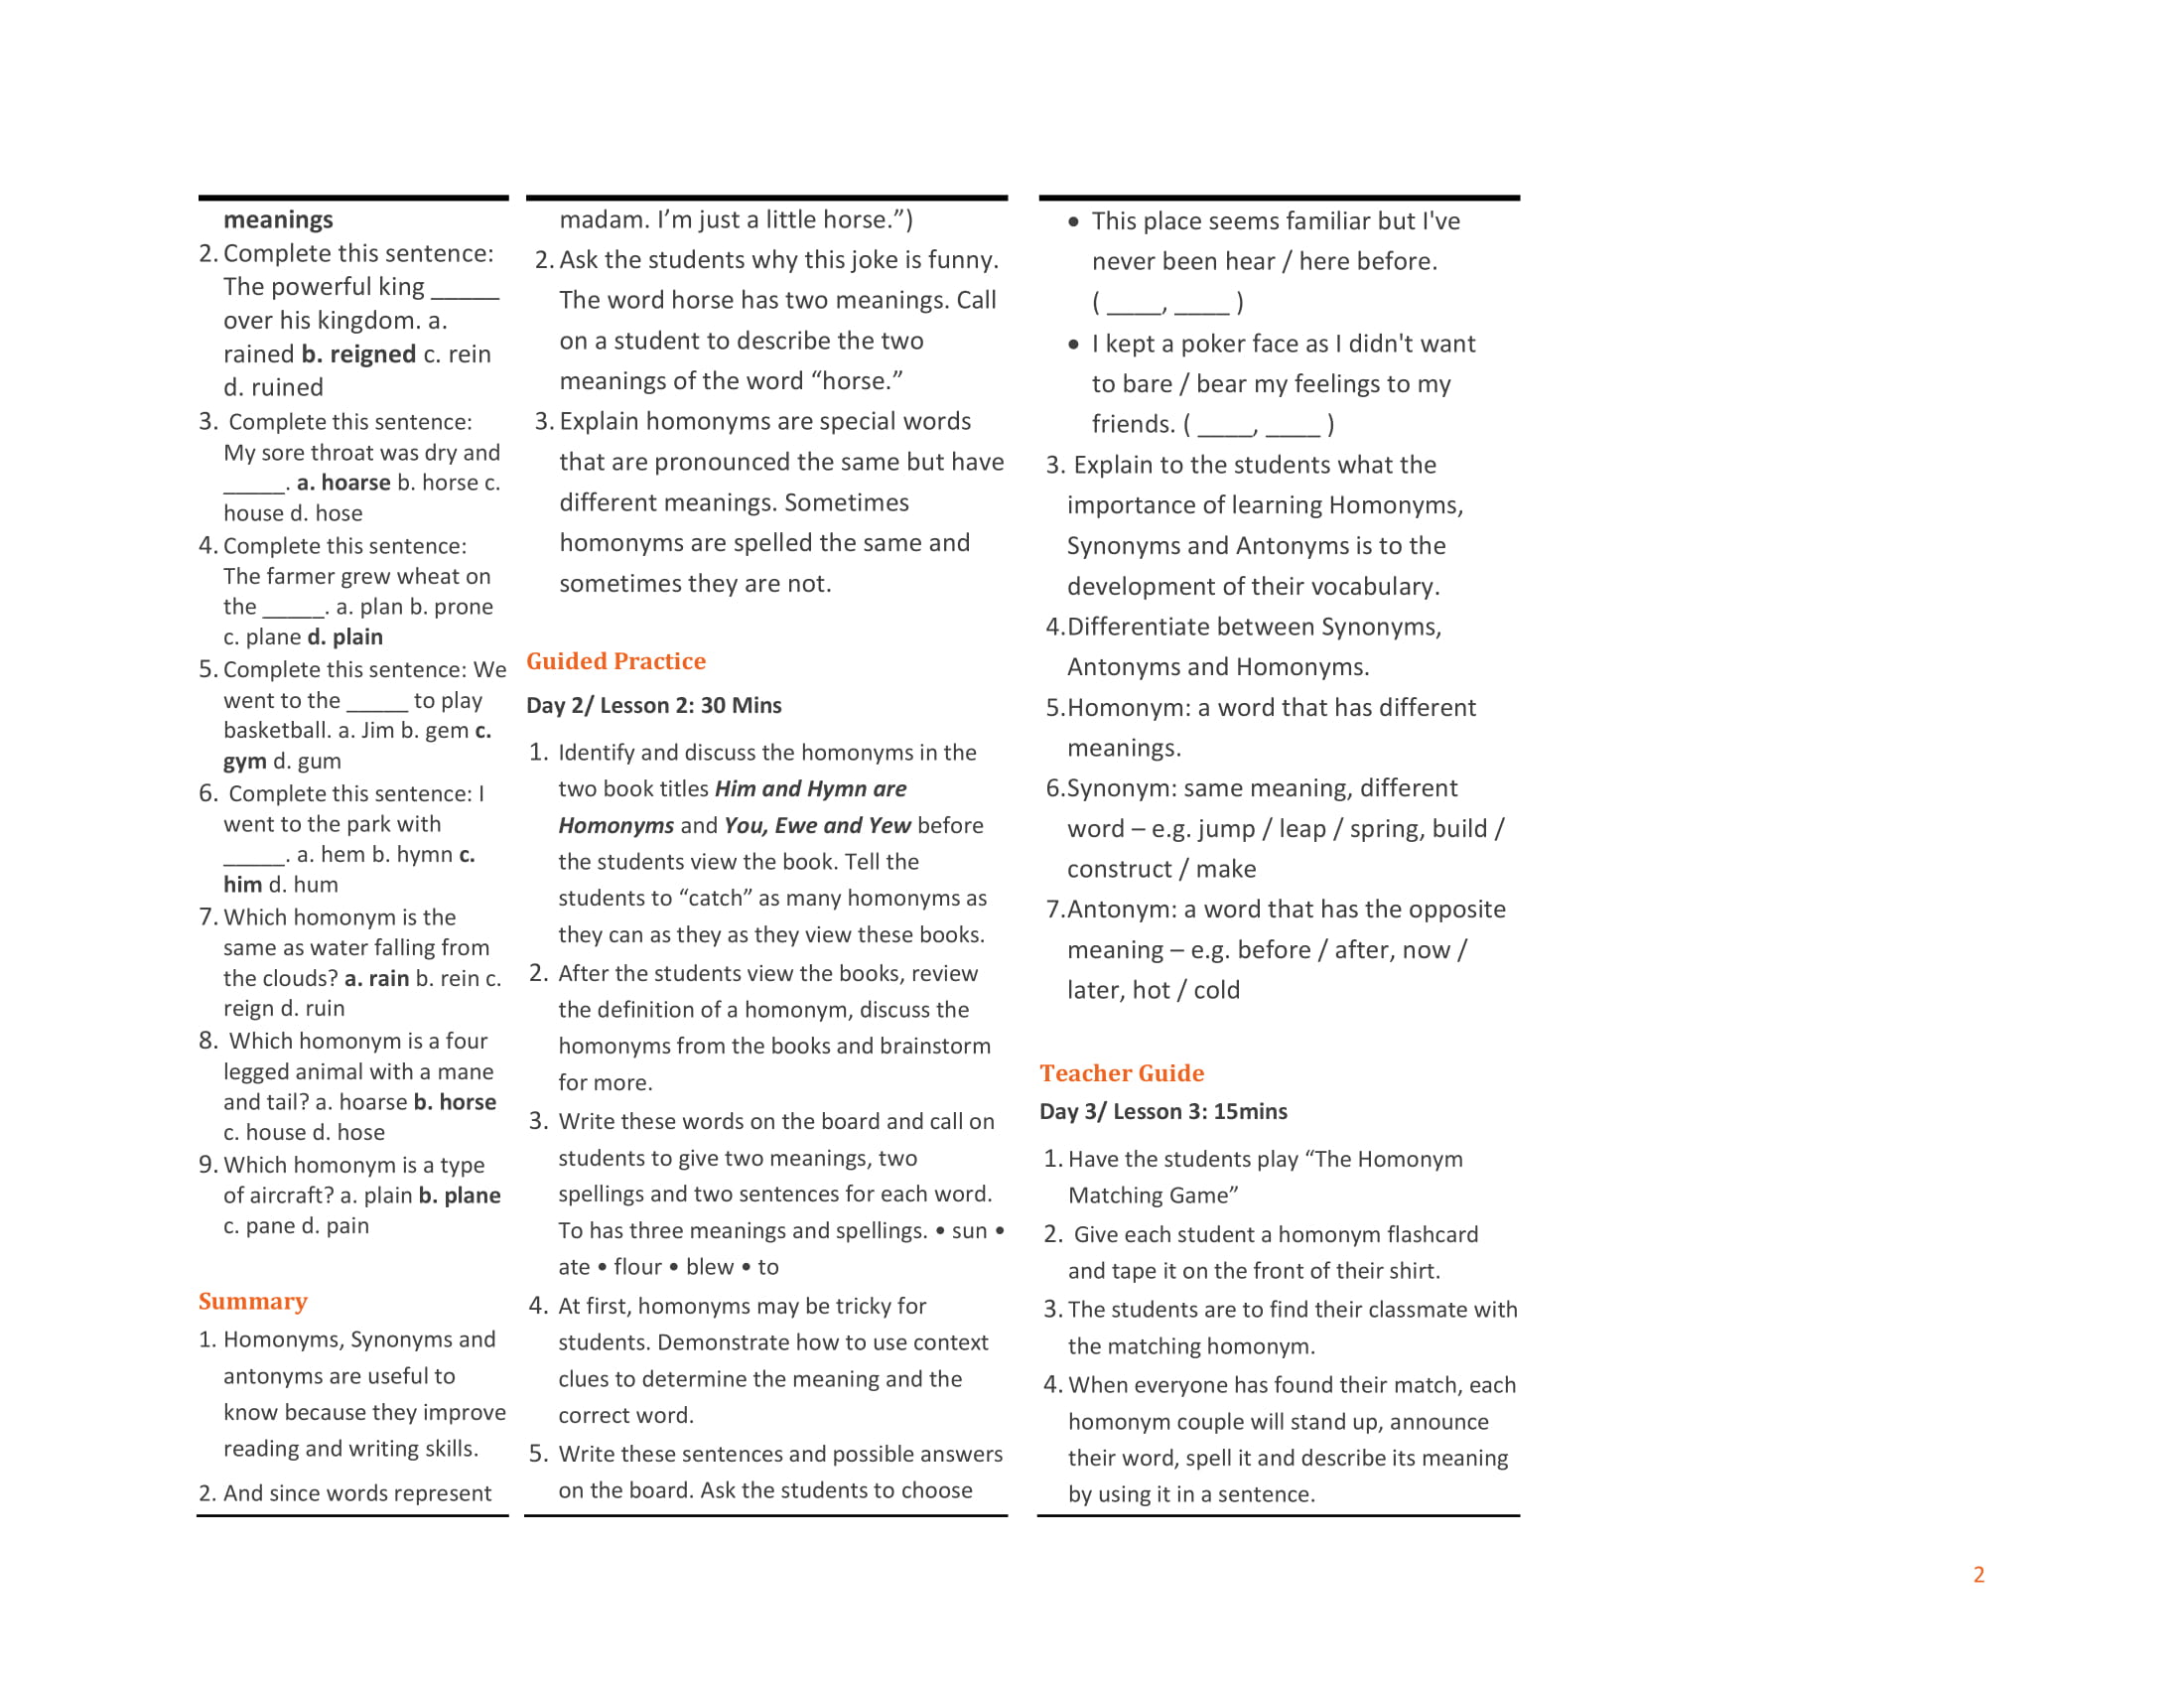 meanings
2. Complete this sentence:
The powerful king _____
over his kingdom. a.
rained b. reigned c. rein
d. ruined
3. Complete this sentence:
My sore throat was dry and
_____. a. hoarse b. horse c.
house d. hose
4. Complete this sentence:
The farmer grew wheat on
the _____. a. plan b. prone
c. plane d. plain
5. Complete this sentence: We
went to the _____ to play
basketball. a. Jim b. gem c.
gym d. gum
6. Complete this sentence: I
went to the park with
_____. a. hem b. hymn c.
him d. hum
7. Which homonym is the
same as water falling from
the clouds? a. rain b. rein c.
reign d. ruin
8. Which homonym is a four
legged animal with a mane
and tail? a. hoarse b. horse
c. house d. hose
9. Which homonym is a type
of aircraft? a. plain b. plane
c. pane d. pain
Summary
1. Homonyms, Synonyms and
antonyms are useful to
know because they improve
reading and writing skills.
2. And since words represent
madam. I’m just a little horse.”)
2. Ask the students why this joke is funny.
The word horse has two meanings. Call
on a student to describe the two
meanings of the word “horse.”
3. Explain homonyms are special words
that are pronounced the same but have
different meanings. Sometimes
homonyms are spelled the same and
sometimes they are not.
Guided Practice
Day 2/ Lesson 2: 30 Mins
1. Identify and discuss the homonyms in the
two book titles Him and Hymn are
Homonyms and You, Ewe and Yew before
the students view the book. Tell the
students to “catch” as many homonyms as
they can as they as they view these books.
2. After the students view the books, review
the definition of a homonym, discuss the
homonyms from the books and brainstorm
for more.
3. Write these words on the board and call on
students to give two meanings, two
spellings and two sentences for each word.
To has three meanings and spellings. • sun •
ate • flour • blew • to
4. At first, homonyms may be tricky for
students. Demonstrate how to use context
clues to determine the meaning and the
correct word.
5. Write these sentences and possible answers
on the board. Ask the students to choose
• This place seems familiar but I've
never been hear / here before.
( ____, ____ )
• I kept a poker face as I didn't want
to bare / bear my feelings to my
friends. ( ____, ____ )
3. Explain to the students what the
importance of learning Homonyms,
Synonyms and Antonyms is to the
development of their vocabulary.
4.Differentiate between Synonyms,
Antonyms and Homonyms.
5.Homonym: a word that has different
meanings.
6.Synonym: same meaning, different
word – e.g. jump / leap / spring, build /
construct / make
7.Antonym: a word that has the opposite
meaning – e.g. before / after, now /
later, hot / cold
Teacher Guide
Day 3/ Lesson 3: 15mins
1. Have the students play “The Homonym
Matching Game”
2. Give each student a homonym flashcard
and tape it on the front of their shirt.
3. The students are to find their classmate with
the matching homonym.
4. When everyone has found their match, each
homonym couple will stand up, announce
their word, spell it and describe its meaning
by using it in a sentence.
2